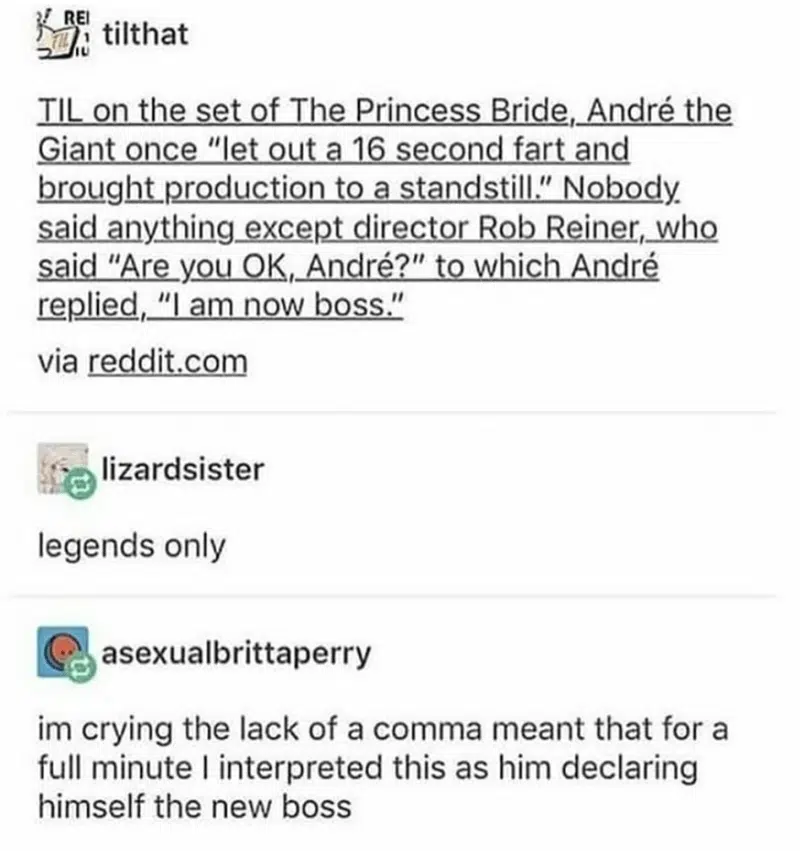 REI
TIL
tilthat
TIL on the set of The Princess Bride, André the
Giant once "let out a 16 second fart and
brought production to a standstill." Nobody
said anything except director Rob Reiner, who
said "Are you OK, André?" to which André
replied, "I am now boss."
via reddit.com
lizardsister
legends only
asexualbrittaperry
im crying the lack of a comma meant that for a
full minute I interpreted this as him declaring
himself the new boss